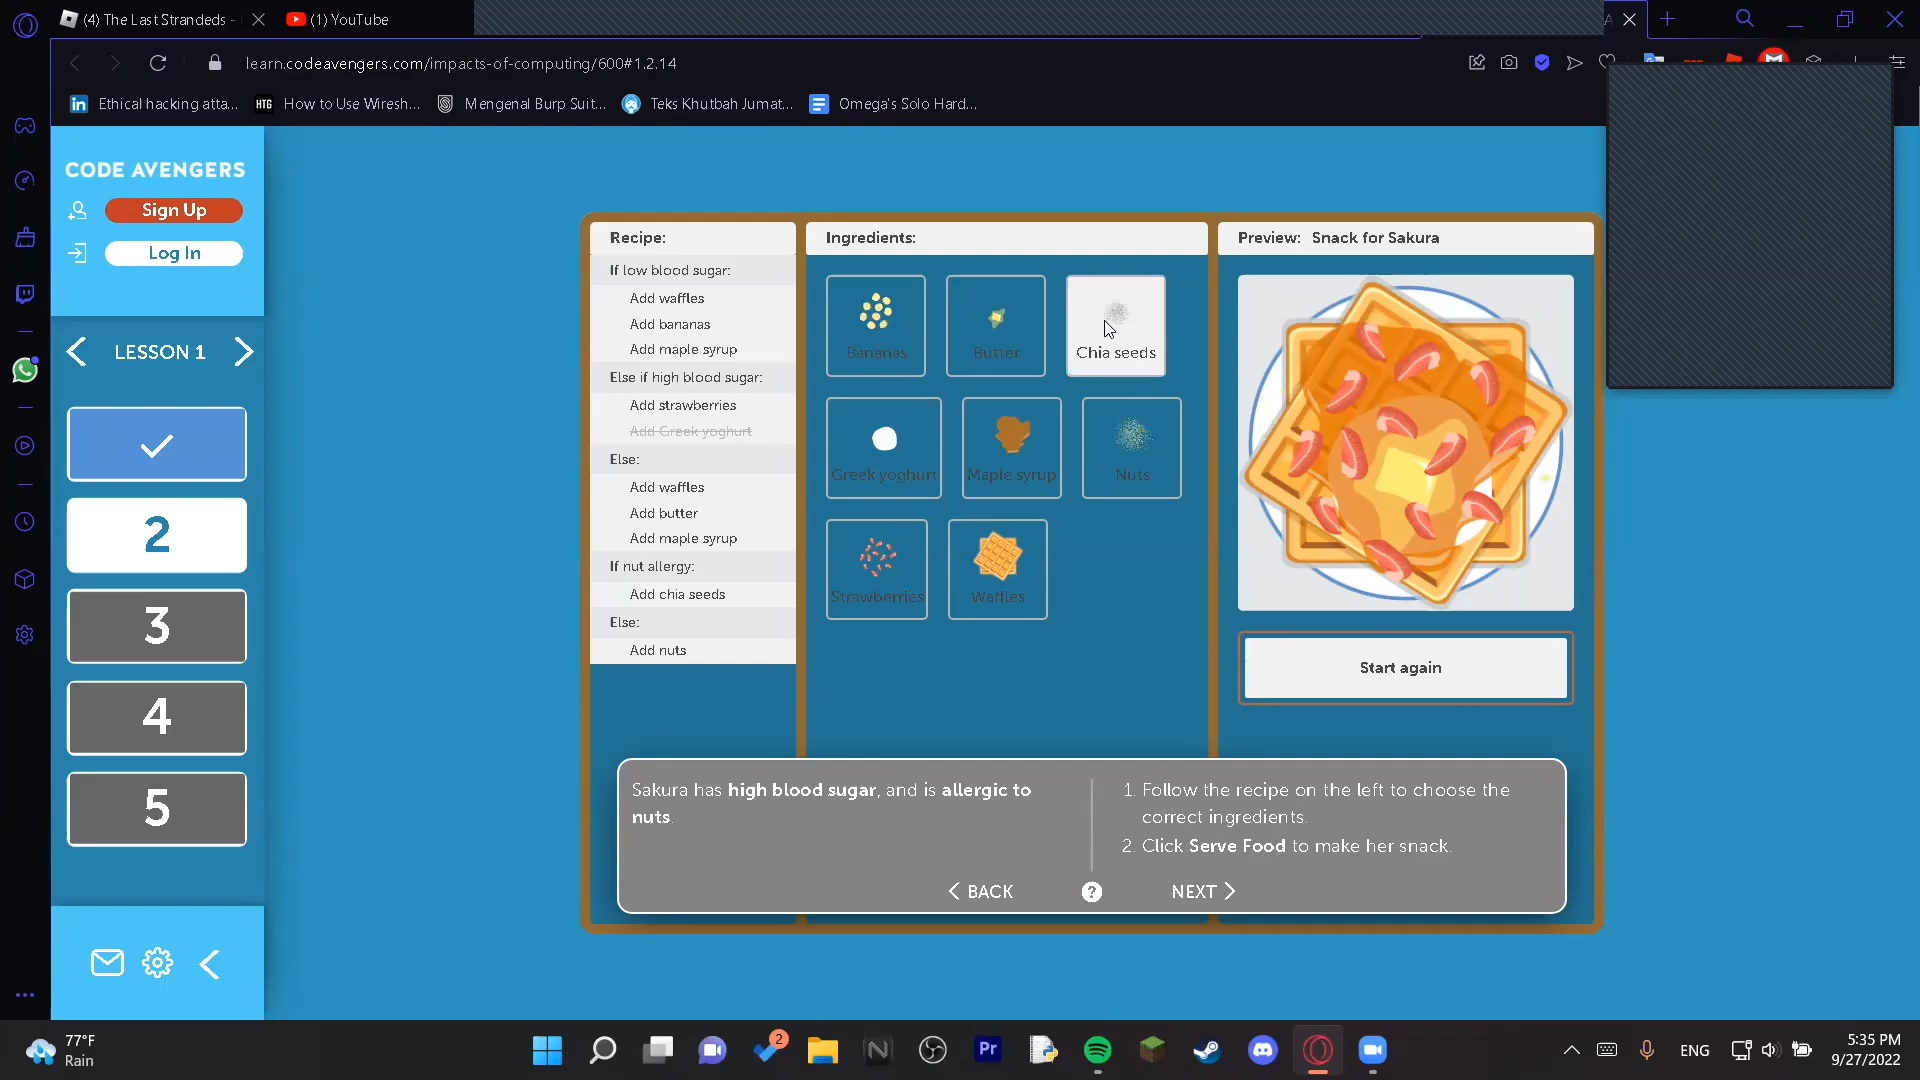 (4) The Last Strandeds -
(1) YouTube
learn.codeavengers.com/impacts-of-computing/600#1.2.14
Ethical hacking atta...
HTG
How to Use Wiresh...
Mengenal Burp Suit...
Teks Khutbah Jumat...
Omega's Solo Hard...
CODE AVENGERS
Sign Up
Log In
LESSON 1
2
3
4
5
Recipe:
If low blood sugar:
Add waffles
Add bananas
Add maple syrup
Else if high blood sugar:
Add strawberries
Add Greek yoghurt
Else:
Add waffles
Add butter
Add maple syrup
If nut allergy:
Add chia seeds
Else:
Add nuts
Ingredients:
Bananas
Butter
Chia seeds
Greek yoghurt
Maple syrup
Nuts
Strawberries
Waffles
Preview: Snack for Sakura
Start again
Sakura has high blood sugar, and is allergic to
nuts.
1. Follow the recipe on the left to choose the
correct ingredients.
2. Click Serve Food to make her snack.
BACK
?
NEXT
77°F
Rain
2
Pr
ENG
5:35 PM
9/27/2022